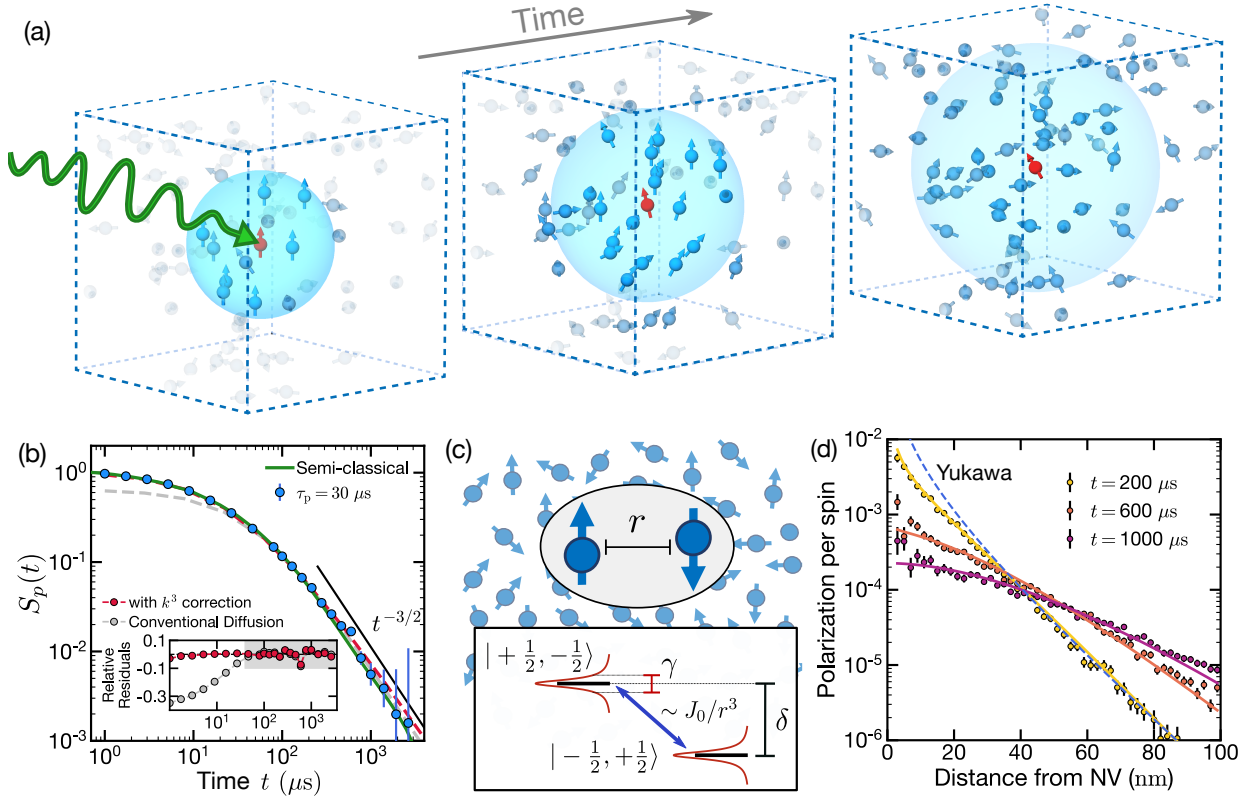 (a)
Time
(b)
S_p(t)
10^0
10^-1
10^-2
10^-3
Semi-classical
τ_p = 30 μs
t^{-3/2}
with k^3 correction
Conventional Diffusion
Relative
Residuals
0.1
-0.1
-0.3
10^1
10^3
10^0
10^1
10^2
10^3
Time t (μs)
(c)
r
|+1/2, -1/2⟩
γ
~ J_0/r^3
δ
|-1/2, +1/2⟩
(d)
Polarization per spin
10^-2
10^-3
10^-4
10^-5
10^-6
Yukawa
t = 200 μs
t = 600 μs
t = 1000 μs
0
20
40
60
80
100
Distance from NV (nm)